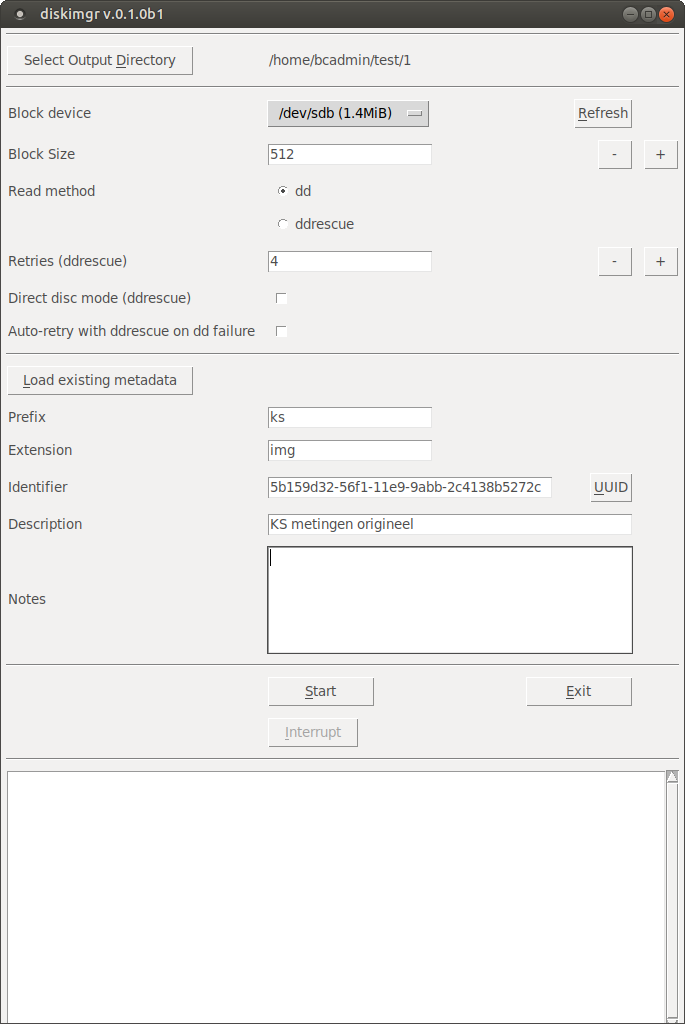 diskimgr v.0.1.0b1
Select Output Directory /home/bcadmin/test/1
Block device /dev/sdb (1.4MiB) Refresh
Block Size 512 - +
Read method dd
ddrescue
Retries (ddrescue) 4 - +
Direct disc mode (ddrescue)
Auto-retry with ddrescue on dd failure
Load existing metadata
Prefix ks
Extension img
Identifier 5b159d32-56f1-11e9-9abb-2c4138b5272c UUID
Description KS metingen origineel
Notes
Start Exit
Interrupt